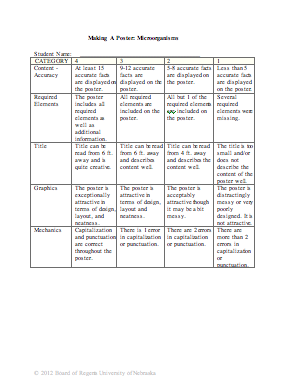 Making A Poster: Microorganisms
Student Name:
CATEGORY 4 3 2 1
Content - Accuracy
At least 15 accurate facts are displayed on the poster.
9-12 accurate facts are displayed on the poster.
5-8 accurate facts are displayed on the poster.
Less than 5 accurate facts are displayed on the poster.
Required Elements
The poster includes all required elements as well as additional information.
All required elements are included on the poster.
All but 1 of the required elements are included on the poster.
Several required elements were missing.
Title
Title can be read from 6 ft. away and is quite creative.
Title can be read from 6 ft. away and describes content well.
Title can be read from 4 ft. away and describes the content well.
The title is too small and/or does not describe the content of the poster well.
Graphics
The poster is exceptionally attractive in terms of design, layout, and neatness.
The poster is attractive in terms of design, layout and neatness.
The poster is acceptably attractive though it may be a bit messy.
The poster is distractingly messy or very poorly designed. It is not attractive.
Mechanics
Capitalization and punctuation are correct throughout the poster.
There is 1 error in capitalization or punctuation.
There are 2 errors in capitalization or punctuation.
There are more than 2 errors in capitalization or punctuation.
© 2012 Board of Regents University of Nebraska